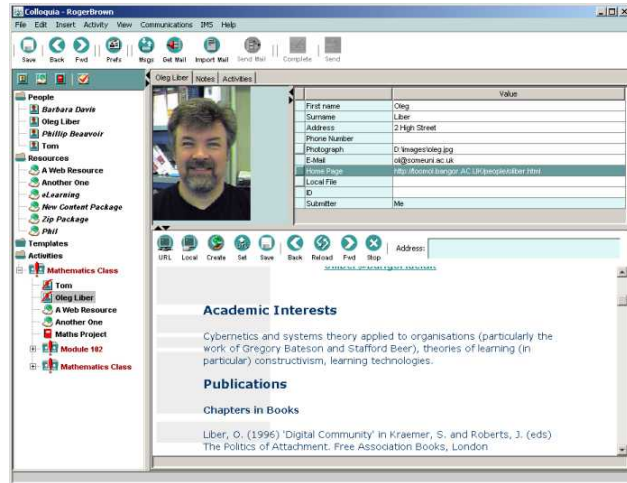 Colloquia - RogerBrown
File Edit Insert Activity View Communications IMS Help
Save Back Fwd Prefs Msgs Get Mail Import Mail Send Mail Complete Send
Oleg Liber Notes Activities
People
Barbara Davis
Oleg Liber
Phillip Beauvoir
Tom
Resources
A Web Resource
Another One
eLearning
New Content Package
Zip Package
Phil
Templates
Activities
Mathematics Class
Tom
Oleg Liber
A Web Resource
Another One
Maths Project
Module 102
Mathematics Class
Value
First name Oleg
Surname Liber
Address 2 High Street
Phone Number
Photograph D:\images\oleg.jpg
E-Mail ol@someuni.ac.uk
Home Page
Local File
ID
Submitter Me
URL Local Create Set Save Back Reload Fwd Stop Address:
Academic Interests
Cybernetics and systems theory applied to organisations (particularly the
work of Gregory Bateson and Stafford Beer), theories of learning (in
particular) constructivism, learning technologies.
Publications
Chapters in Books
Liber, O. (1996) 'Digital Community' in Kraemer, S. and Roberts, J. (eds)
The Politics of Attachment. Free Association Books, London